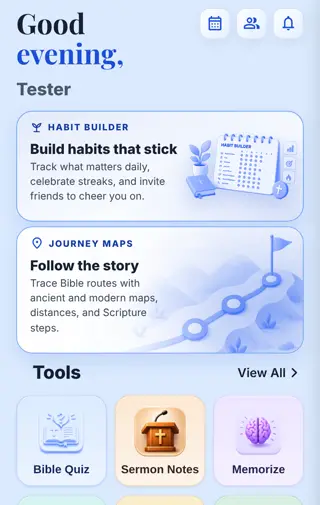 Good
evening,
Tester
HABIT BUILDER
Build habits that stick
Track what matters daily,
celebrate streaks, and invite
friends to cheer you on.
HABIT BUILDER
JOURNEY MAPS
Follow the story
Trace Bible routes with
ancient and modern maps,
distances, and Scripture
steps.
Tools
View All
Bible Quiz
Sermon Notes
Memorize